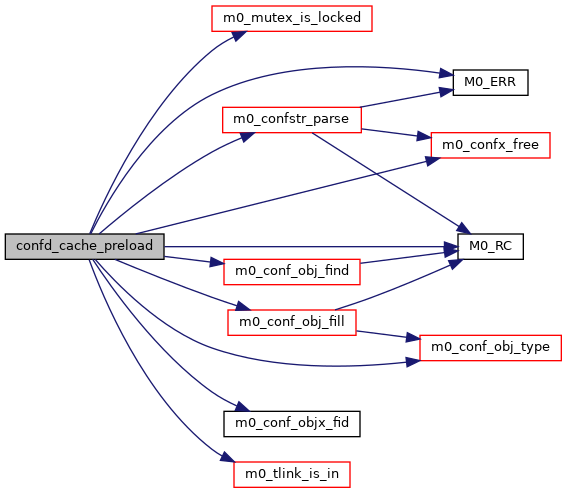 m0_mutex_is_locked
M0_ERR
m0_confstr_parse
m0_confx_free
confd_cache_preload
M0_RC
m0_conf_obj_find
m0_conf_obj_fill
m0_conf_obj_type
m0_conf_objx_fid
m0_tlink_is_in